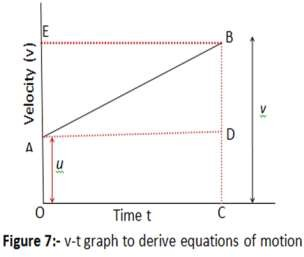 E
B
Velocity (v)
v
A
D
u
O
Time t
C
Figure 7:- v-t graph to derive equations of motion